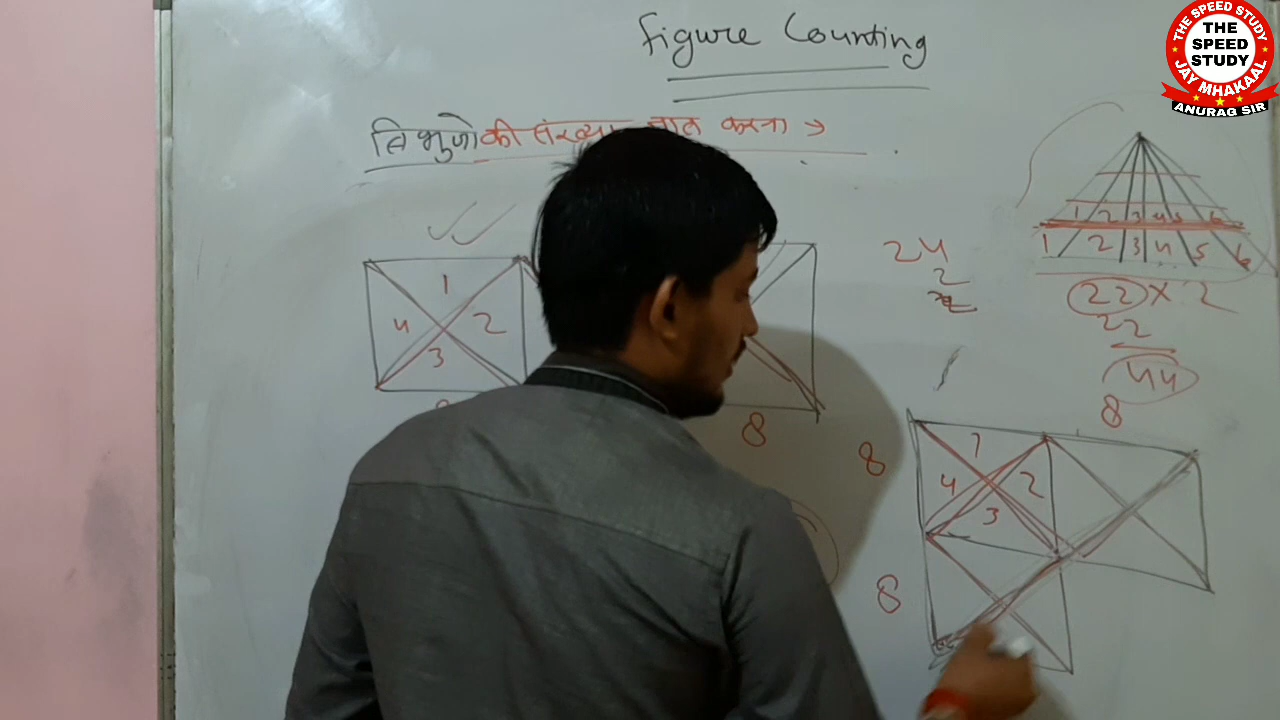 Figure Counting
THE SPEED STUDY
THE
SPEED
STUDY
JAY MHAKAAL
ANURAG SIR
त्रिभुजो की संख्या ज्ञात करना →
1 2 3 4 5 6
1 2 3 4 5 6
24
2
22 x 2
22
44
1
4 2
3
8
8
8
1
4 2
3
8